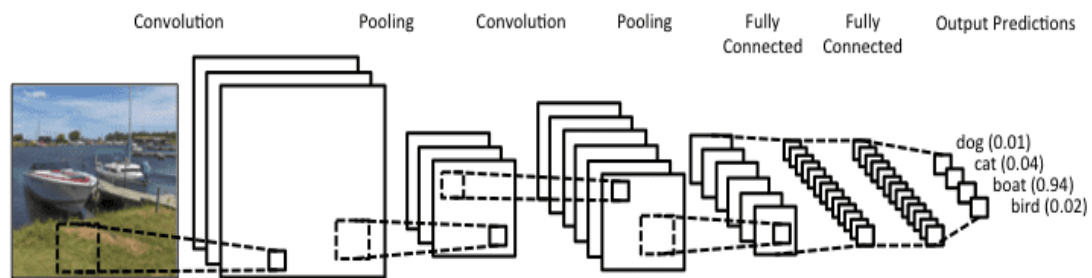 Convolution
Pooling
Convolution
Pooling
Fully
Connected
Fully
Connected
Output Predictions
dog (0.01)
cat (0.04)
boat (0.94)
bird (0.02)